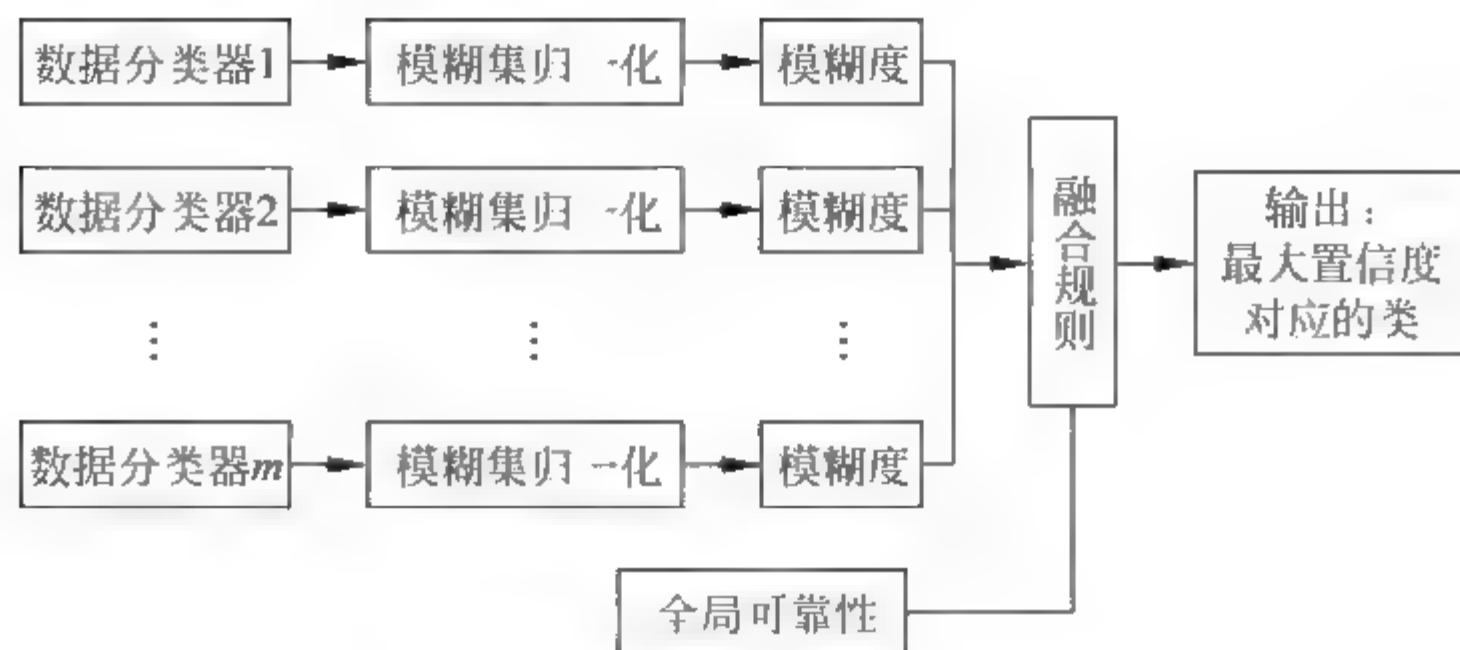 数据分类器1
模糊集归一化
模糊度
数据分类器2
模糊集归一化
模糊度
数据分类器m
模糊集归一化
模糊度
融合规则
输出：
最大置信度
对应的类
全局可靠性